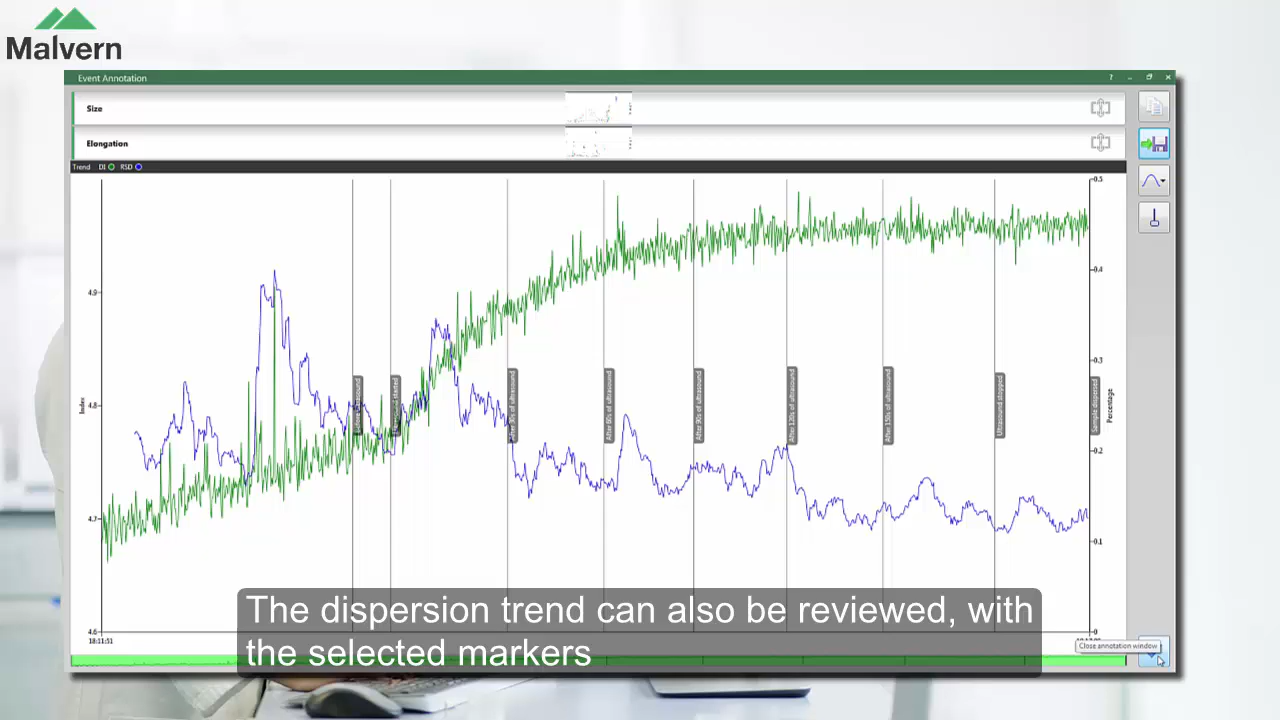 Malvern
Event Annotation
?
Size
Elongation
Trend DI RSD
0.5
0.4
4.9
0.3
After 30s of ultrasound
After 60s of ultrasound
After 90s of ultrasound
After 120s of ultrasound
After 150s of ultrasound
Ultrasound stopped
Sample dispersed
Index
Percentage
4.8
0.2
4.7
0.1
4.6
0
18:11:51
The dispersion trend can also be reviewed, with
the selected markers
Close annotation window